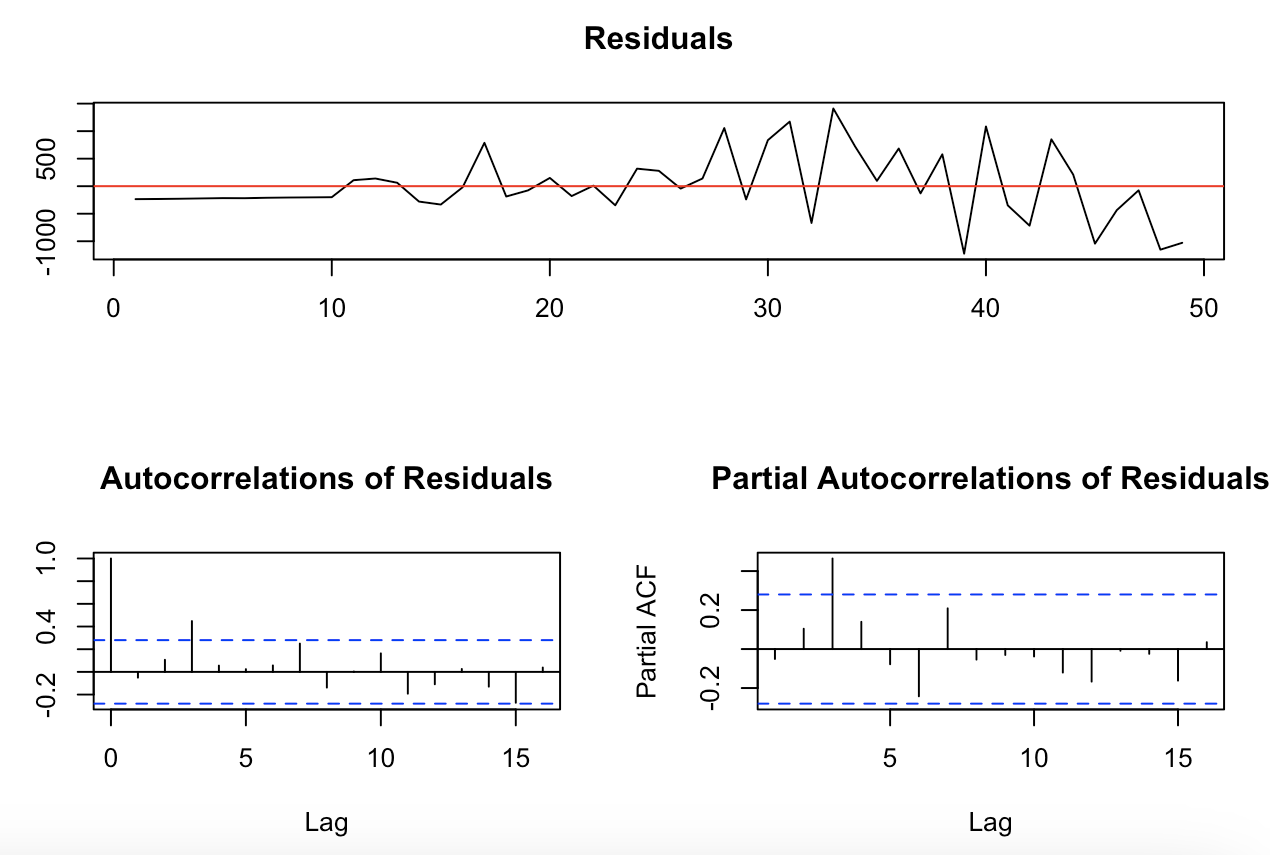 Residuals
500
-1000
0 10 20 30 40 50
Autocorrelations of Residuals
1.0
0.4
-0.2
0 5 10 15
Lag
Partial Autocorrelations of Residuals
Partial ACF
0.2
-0.2
5 10 15
Lag